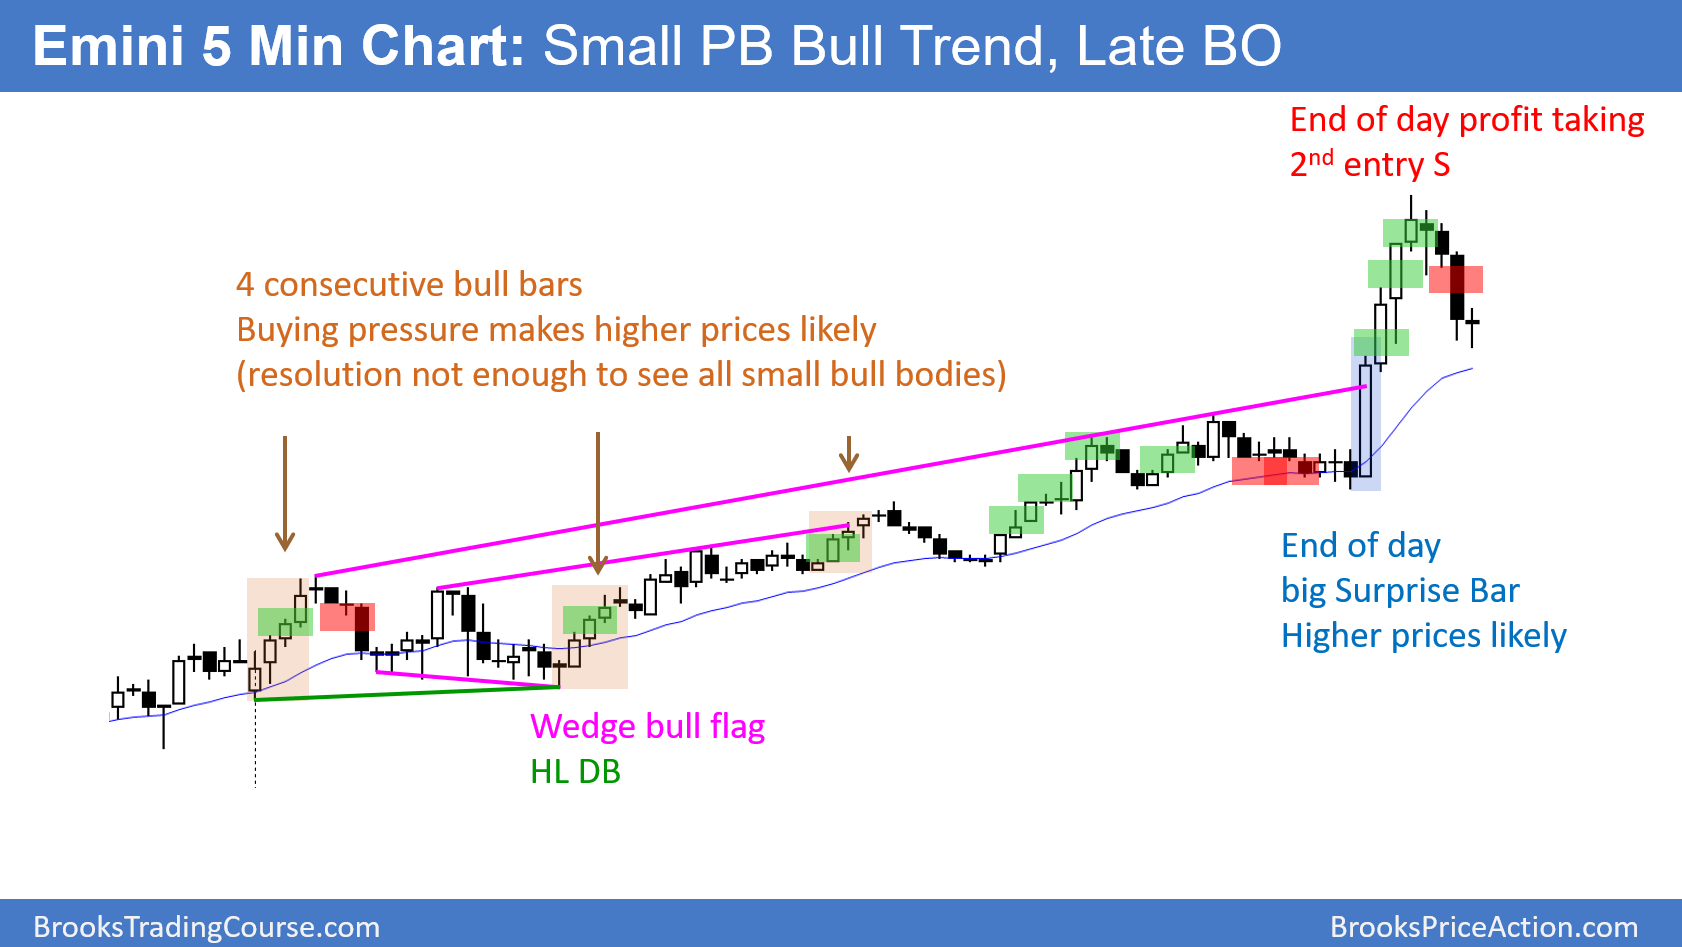 Emini 5 Min Chart: Small PB Bull Trend, Late BO
End of day profit taking
2nd entry S
4 consecutive bull bars
Buying pressure makes higher prices likely
(resolution not enough to see all small bull bodies)
End of day
big Surprise Bar
Higher prices likely
Wedge bull flag
HL DB
BrooksTradingCourse.com
BrooksPriceAction.com